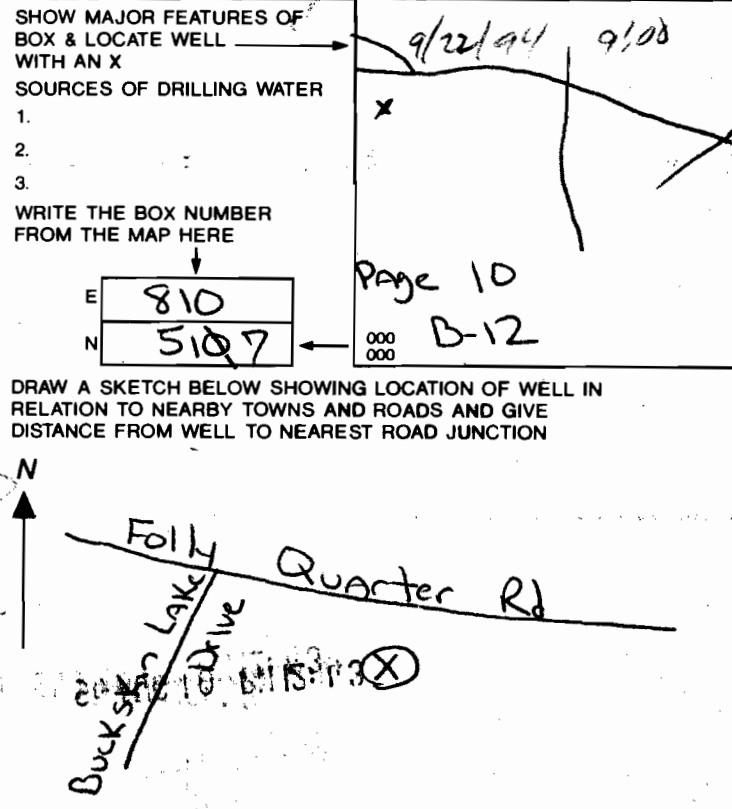 SHOW MAJOR FEATURES OF
BOX & LOCATE WELL
WITH AN X
9/22/94 9:00
SOURCES OF DRILLING WATER
X
1.
2.
3.
WRITE THE BOX NUMBER
FROM THE MAP HERE
Page 10
E 810
B-12
N 5107
000
000
DRAW A SKETCH BELOW SHOWING LOCATION OF WELL IN
RELATION TO NEARBY TOWNS AND ROADS AND GIVE
DISTANCE FROM WELL TO NEAREST ROAD JUNCTION
N
Folly Quarter Rd
Buckskin Lake Drive
X